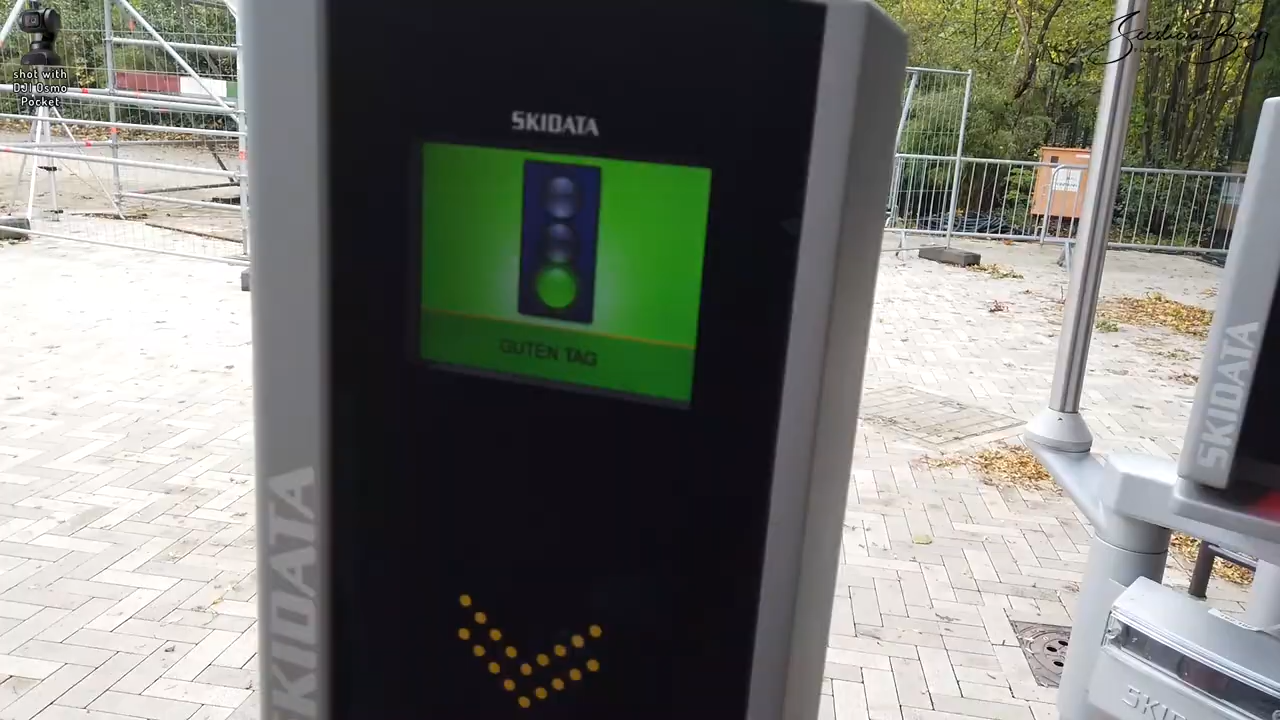 shot with
DJI Osmo
Pocket
SKIDATA
GUTEN TAG
SKIDATA
SKIDATA